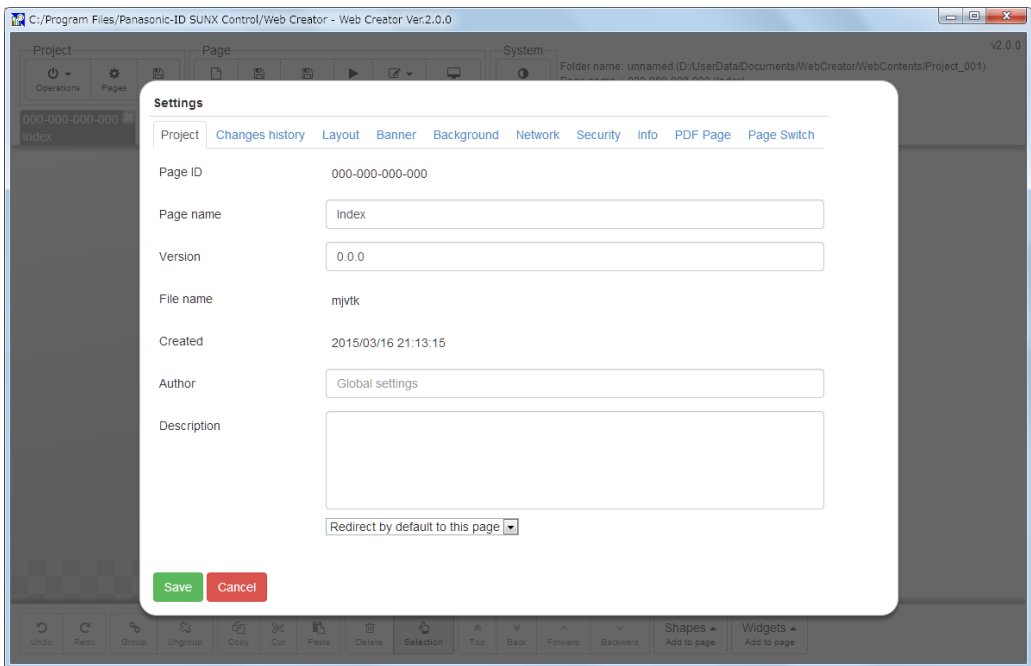 C:/Program Files/Panasonic-ID SUNX Control/Web Creator - Web Creator Ver.2.0.0
v2.0.0
Project
Page
System
Operations
Pages
Folder name: unnamed (D:/UserData/Documents/WebCreator/WebContents/Project_001)
000-000-000-000
Index
Settings
Project Changes history Layout Banner Background Network Security Info PDF Page Page Switch
Page ID 000-000-000-000
Page name Index
Version 0.0.0
File name mjvtk
Created 2015/03/16 21:13:15
Author Global settings
Description
Redirect by default to this page
Save Cancel
Undo Redo Group Ungroup Copy Cut Paste Delete Selection Top Back Forward Backward
Shapes
Add to page
Widgets
Add to page